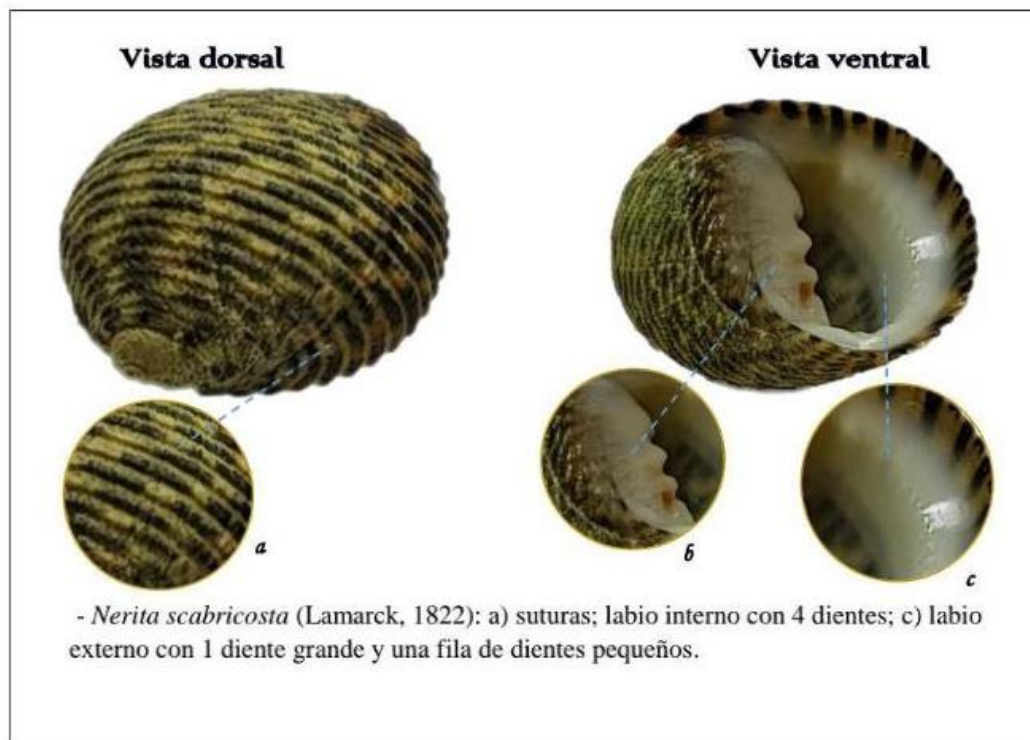 Vista dorsal
Vista ventral
a
b
c
- Nerita scabricosta (Lamarck, 1822): a) suturas; labio interno con 4 dientes; c) labio
externo con 1 diente grande y una fila de dientes pequeños.